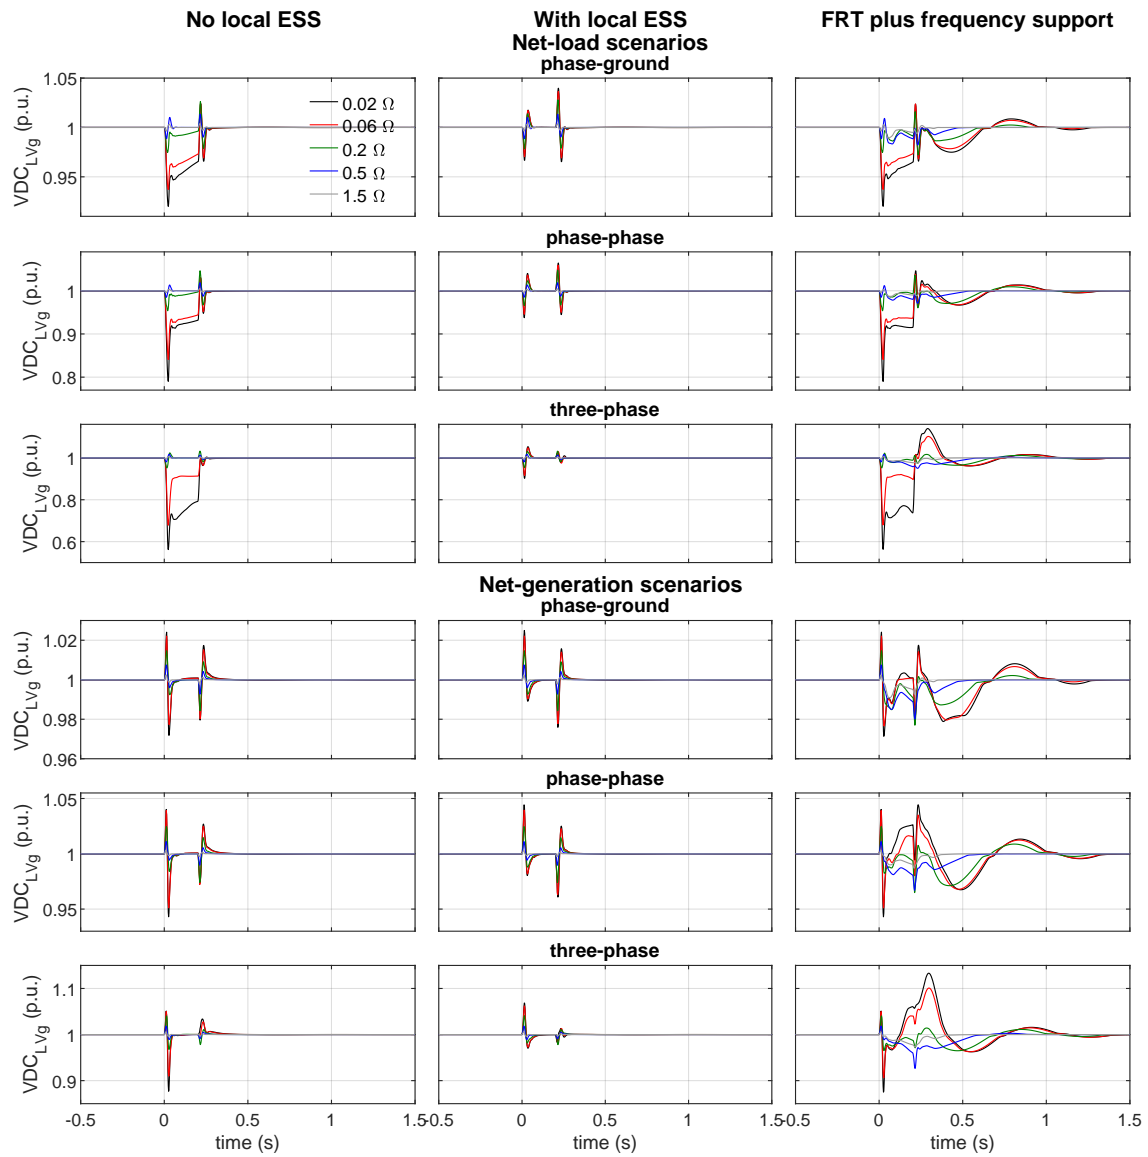 No local ESS
With local ESS
FRT plus frequency support
Net-load scenarios
phase-ground
VDC_LVg (p.u.)
1.05
1
0.95
0.02 Ω
0.06 Ω
0.2 Ω
0.5 Ω
1.5 Ω
phase-phase
VDC_LVg (p.u.)
1
0.9
0.8
three-phase
VDC_LVg (p.u.)
1
0.8
0.6
Net-generation scenarios
phase-ground
VDC_LVg (p.u.)
1.02
1
0.98
0.96
phase-phase
VDC_LVg (p.u.)
1.05
1
0.95
three-phase
VDC_LVg (p.u.)
1.1
1
0.9
-0.5 0 0.5 1 1.5
-0.5 0 0.5 1 1.5
-0.5 0 0.5 1 1.5
time (s)
time (s)
time (s)